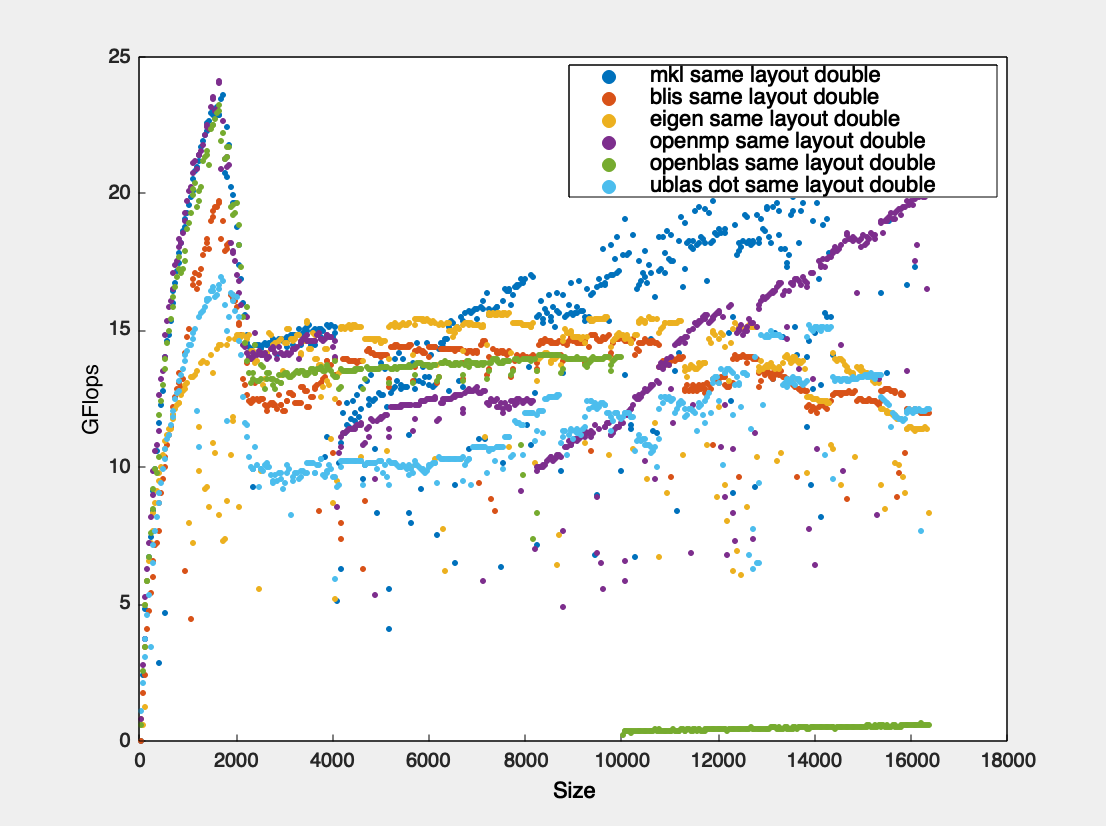 25
20
15
10
5
0
GFlops
mkl same layout double
blis same layout double
eigen same layout double
openmp same layout double
openblas same layout double
ublas dot same layout double
0 2000 4000 6000 8000 10000 12000 14000 16000 18000
Size